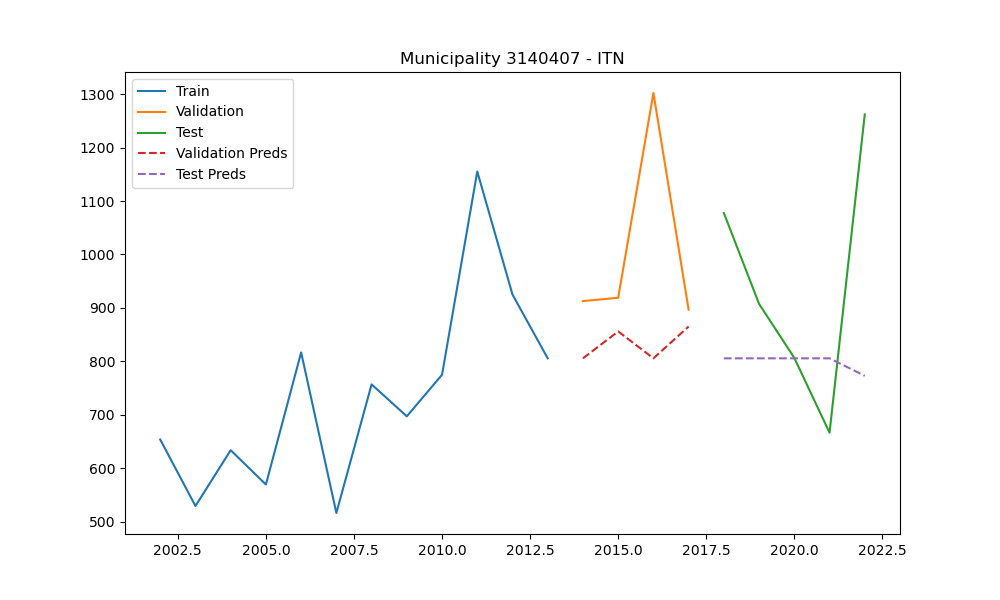 Municipality 3140407 - ITN
Train
Validation
Test
Validation Preds
Test Preds
1300
1200
1100
1000
900
800
700
600
500
2002.5 2005.0 2007.5 2010.0 2012.5 2015.0 2017.5 2020.0 2022.5